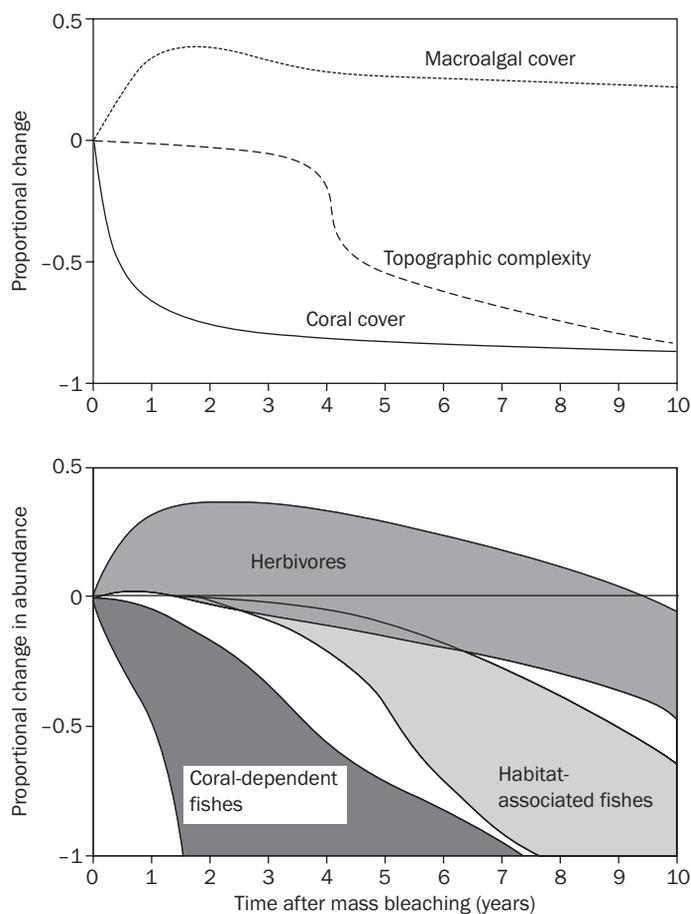 0.5
Macroalgal cover
0
Proportional change
Topographic complexity
−0.5
Coral cover
−1
0 1 2 3 4 5 6 7 8 9 10
0.5
Herbivores
0
Proportional change in abundance
−0.5
Coral-dependent
fishes
Habitat-
associated fishes
−1
0 1 2 3 4 5 6 7 8 9 10
Time after mass bleaching (years)